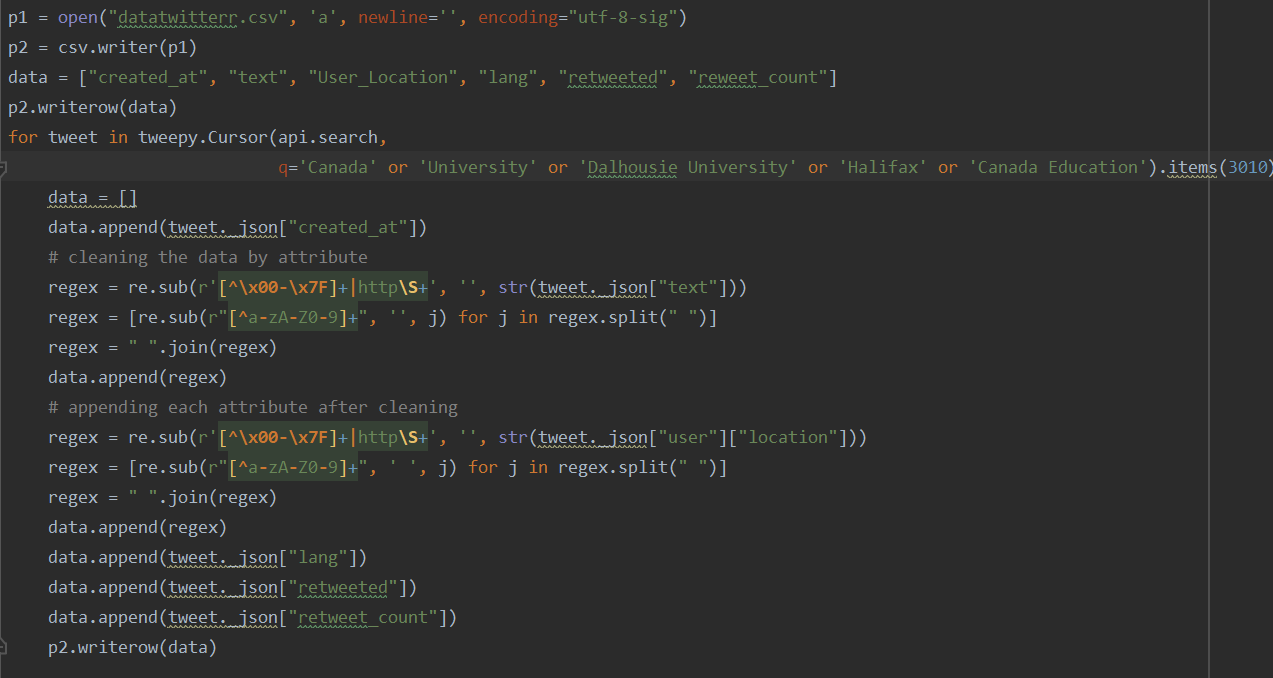 p1 = open("datatwitterr.csv", 'a', newline='', encoding="utf-8-sig")
p2 = csv.writer(p1)
data = ["created_at", "text", "User_Location", "lang", "retweeted", "reweet_count"]
p2.writerow(data)
for tweet in tweepy.Cursor(api.search,
                           q='Canada' or 'University' or 'Dalhousie University' or 'Halifax' or 'Canada Education').items(3010)
    data = []
    data.append(tweet._json["created_at"])
    # cleaning the data by attribute
    regex = re.sub(r'[^\x00-\x7F]+|http\S+', '', str(tweet._json["text"]))
    regex = [re.sub(r"[^a-zA-Z0-9]+", '', j) for j in regex.split(" ")]
    regex = " ".join(regex)
    data.append(regex)
    # appending each attribute after cleaning
    regex = re.sub(r'[^\x00-\x7F]+|http\S+', '', str(tweet._json["user"]["location"]))
    regex = [re.sub(r"[^a-zA-Z0-9]+", ' ', j) for j in regex.split(" ")]
    regex = " ".join(regex)
    data.append(regex)
    data.append(tweet._json["lang"])
    data.append(tweet._json["retweeted"])
    data.append(tweet._json["retweet_count"])
    p2.writerow(data)